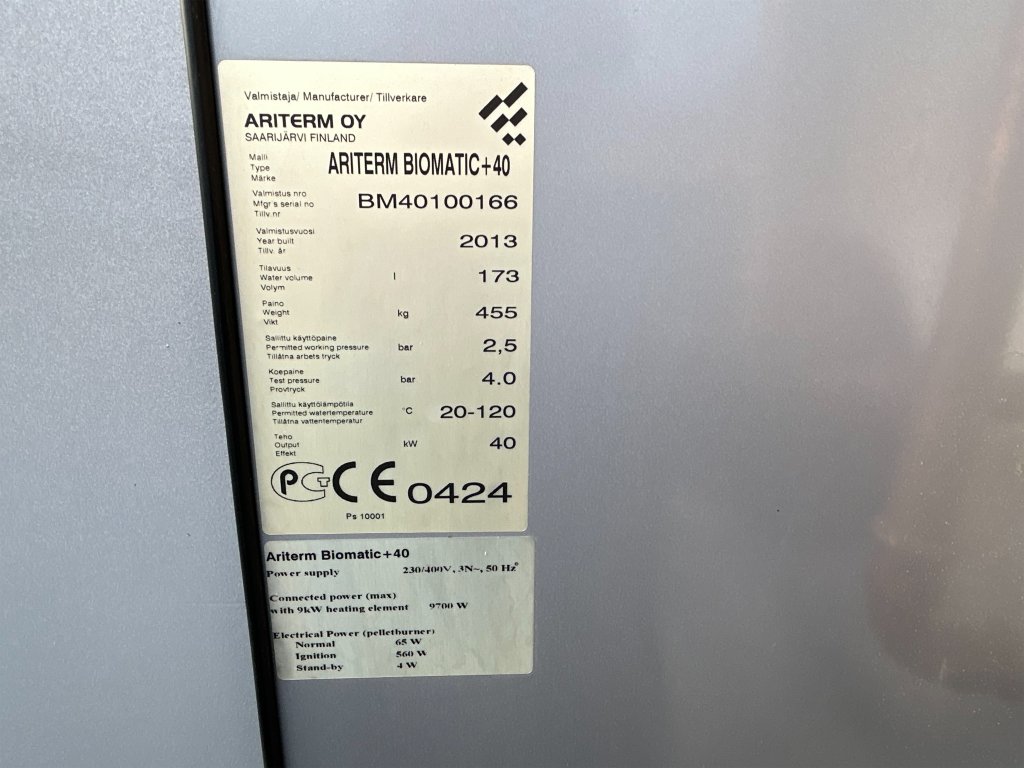 Valmistaja/ Manufacturer/ Tillverkare
ARITERM OY
SAARIJÄRVI FINLAND
Malli
Type
Märke
ARITERM BIOMATIC+40
Valmistus nro
Mfgr's serial no
Tillv.nr
BM40100166
Valmistusvuosi
Year built
Tillv. år
2013
Tilavuus
Water volume
Volym
l
173
Paino
Weight
Vikt
kg
455
Sallittu käyttöpaine
Permitted working pressure
Tillåtna arbets tryck
bar
2,5
Koepaine
Test pressure
Provtryck
bar
4.0
Sallittu käyttölämpötila
Permitted watertemperature
Tillåtna vattentemperatur
°C
20-120
Teho
Output
Effekt
kW
40
PCT CE 0424
Ps 10001
Ariterm Biomatic+40
Power supply 230/400V, 3N~, 50 Hz
Connected power (max)
with 9kW heating element 9700 W
Electrical Power (pelletburner)
Normal 65 W
Ignition 560 W
Stand-by 4 W